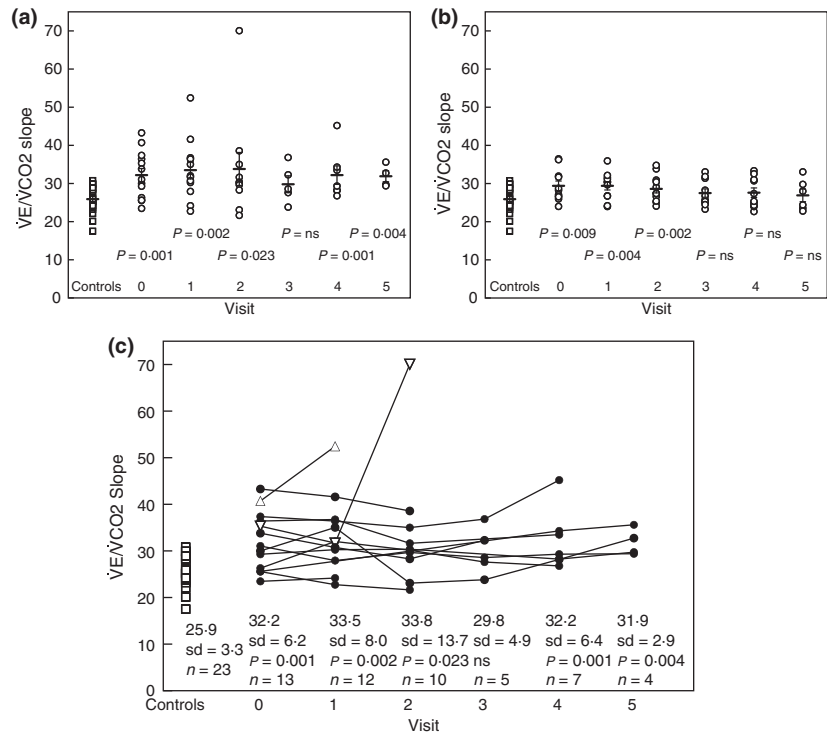 (a)
V̇E/V̇CO2 slope
70
60
50
40
30
20
10
0
P = 0·002
P = ns
P = 0·004
P = 0·001
P = 0·023
P = 0·001
Controls 0 1 2 3 4 5
Visit
(b)
V̇E/V̇CO2 slope
70
60
50
40
30
20
10
0
P = 0·009
P = 0·002
P = ns
P = 0·004
P = ns
P = ns
Controls 0 1 2 3 4 5
Visit
(c)
V̇E/V̇CO2 Slope
70
60
50
40
30
20
10
0
25·9
sd = 3·3
n = 23
32·2
sd = 6·2
P = 0·001
n = 13
33·5
sd = 8·0
P = 0·002
n = 12
33·8
sd = 13·7
P = 0·023
n = 10
29·8
sd = 4·9
ns
n = 5
32·2
sd = 6·4
P = 0·001
n = 7
31·9
sd = 2·9
P = 0·004
n = 4
Controls 0 1 2 3 4 5
Visit